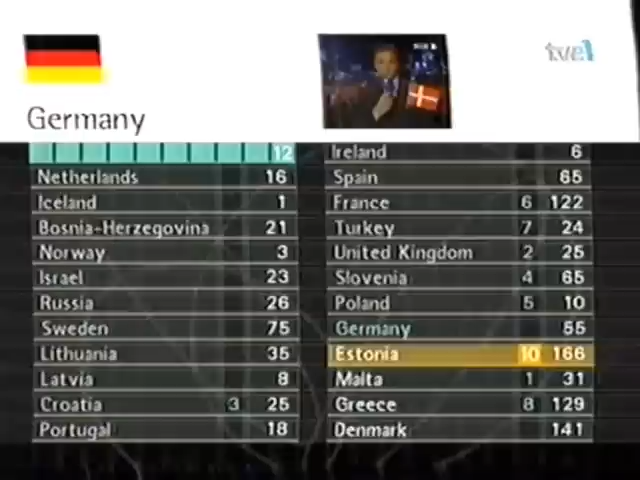 tve1
Germany
12
Netherlands 16
Iceland 1
Bosnia-Herzegovina 21
Norway 3
Israel 23
Russia 26
Sweden 75
Lithuania 35
Latvia 8
Croatia 3 25
Portugal 18
Ireland 6
Spain 65
France 6 122
Turkey 7 24
United Kingdom 2 25
Slovenia 4 65
Poland 5 10
Germany 55
Estonia 10 166
Malta 1 31
Greece 8 129
Denmark 141